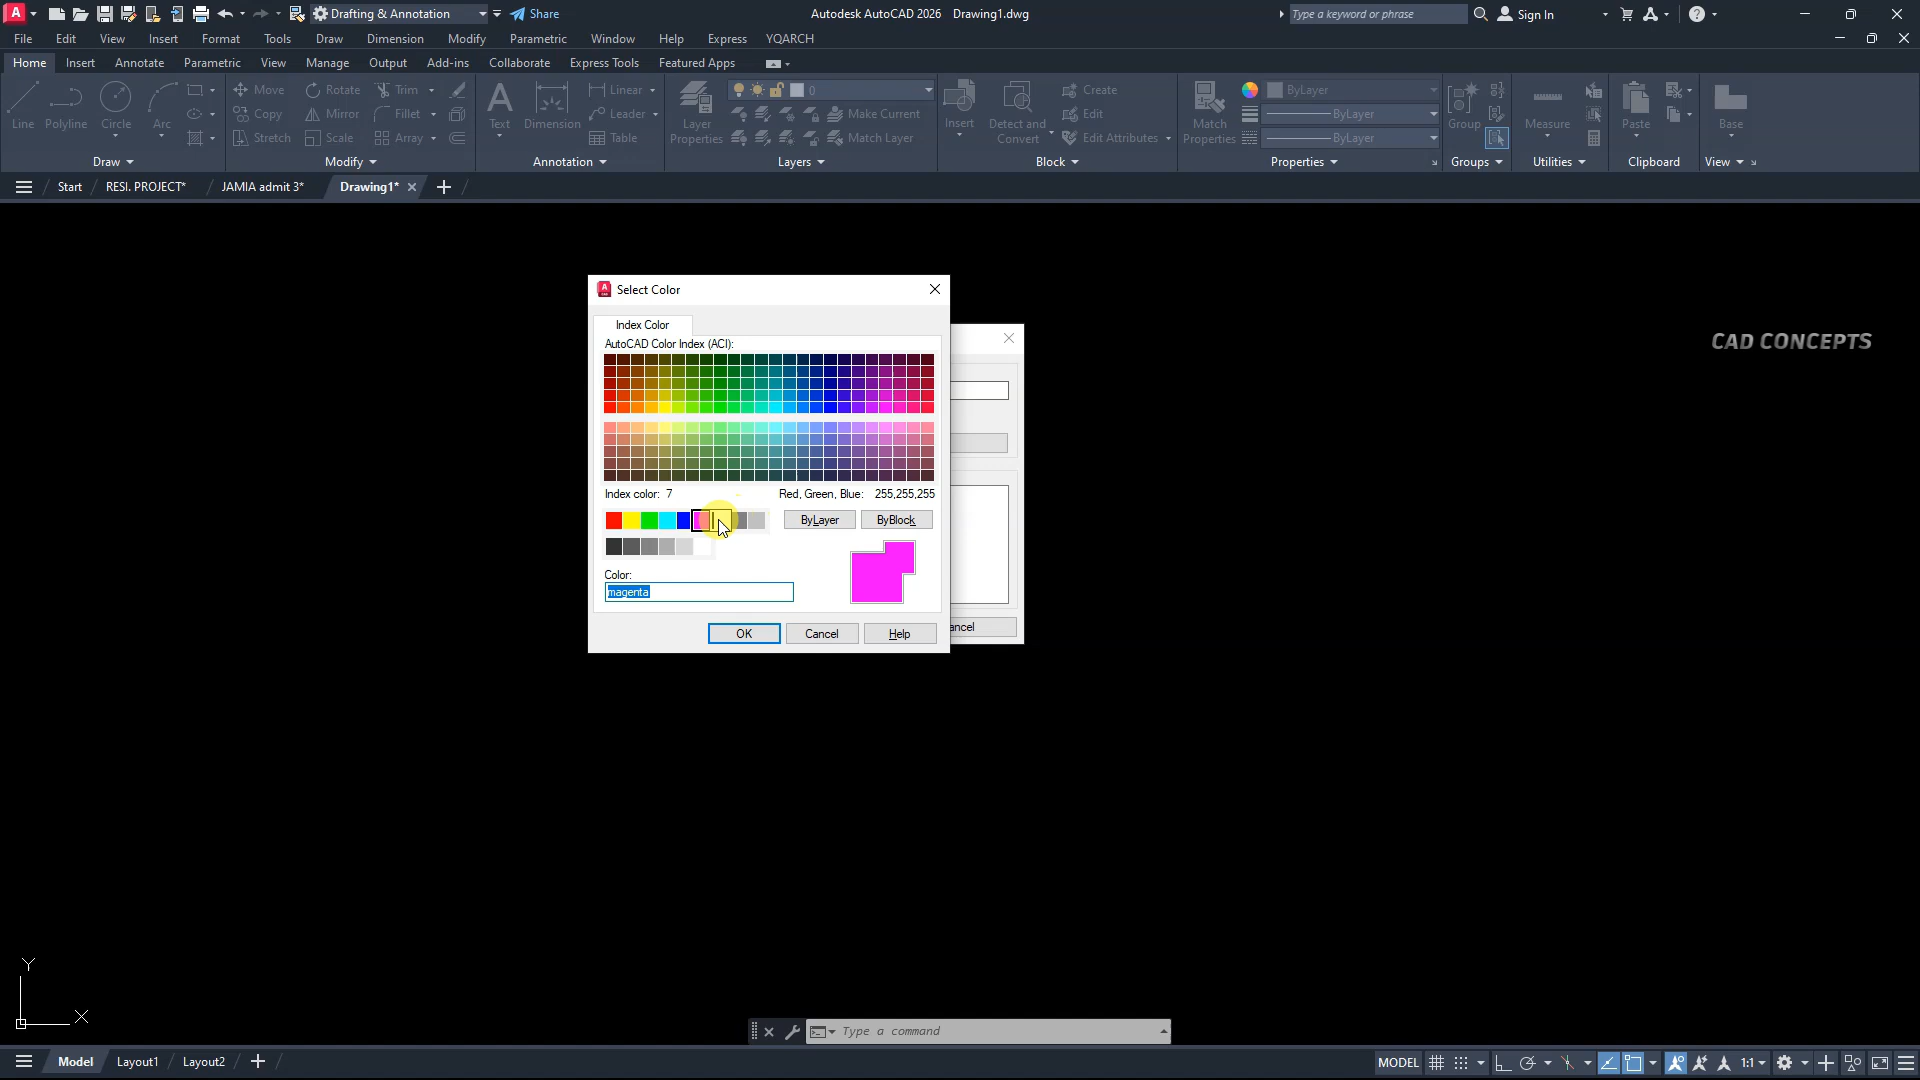 Drafting & Annotation
Share
Autodesk AutoCAD 2026 Drawing1.dwg
Type a keyword or phrase
Sign In
File Edit View Insert Format Tools Draw Dimension Modify Parametric Window Help Express YQARCH
Home Insert Annotate Parametric View Manage Output Add-ins Collaborate Express Tools Featured Apps
Line Polyline Circle Arc
Draw
Move Rotate Trim
Copy Mirror Fillet
Stretch Scale Array
Modify
Text Dimension
Linear
Leader
Table
Annotation
Layer Properties
0
Make Current
Match Layer
Layers
Insert
Detect and Convert
Create
Edit
Edit Attributes
Block
Match Properties
ByLayer
ByLayer
ByLayer
Properties
Group
Groups
Measure
Utilities
Paste
Clipboard
Base
View
Start RESI. PROJECT* JAMIA admit 3* Drawing1*
Select Color
Index Color
AutoCAD Color Index (ACI):
Index color: 7 Red, Green, Blue: 255,255,255
ByLayer ByBlock
Color:
magenta
OK Cancel Help
ancel
CAD CONCEPTS
Y
X
Type a command
Model Layout1 Layout2
MODEL
1:1